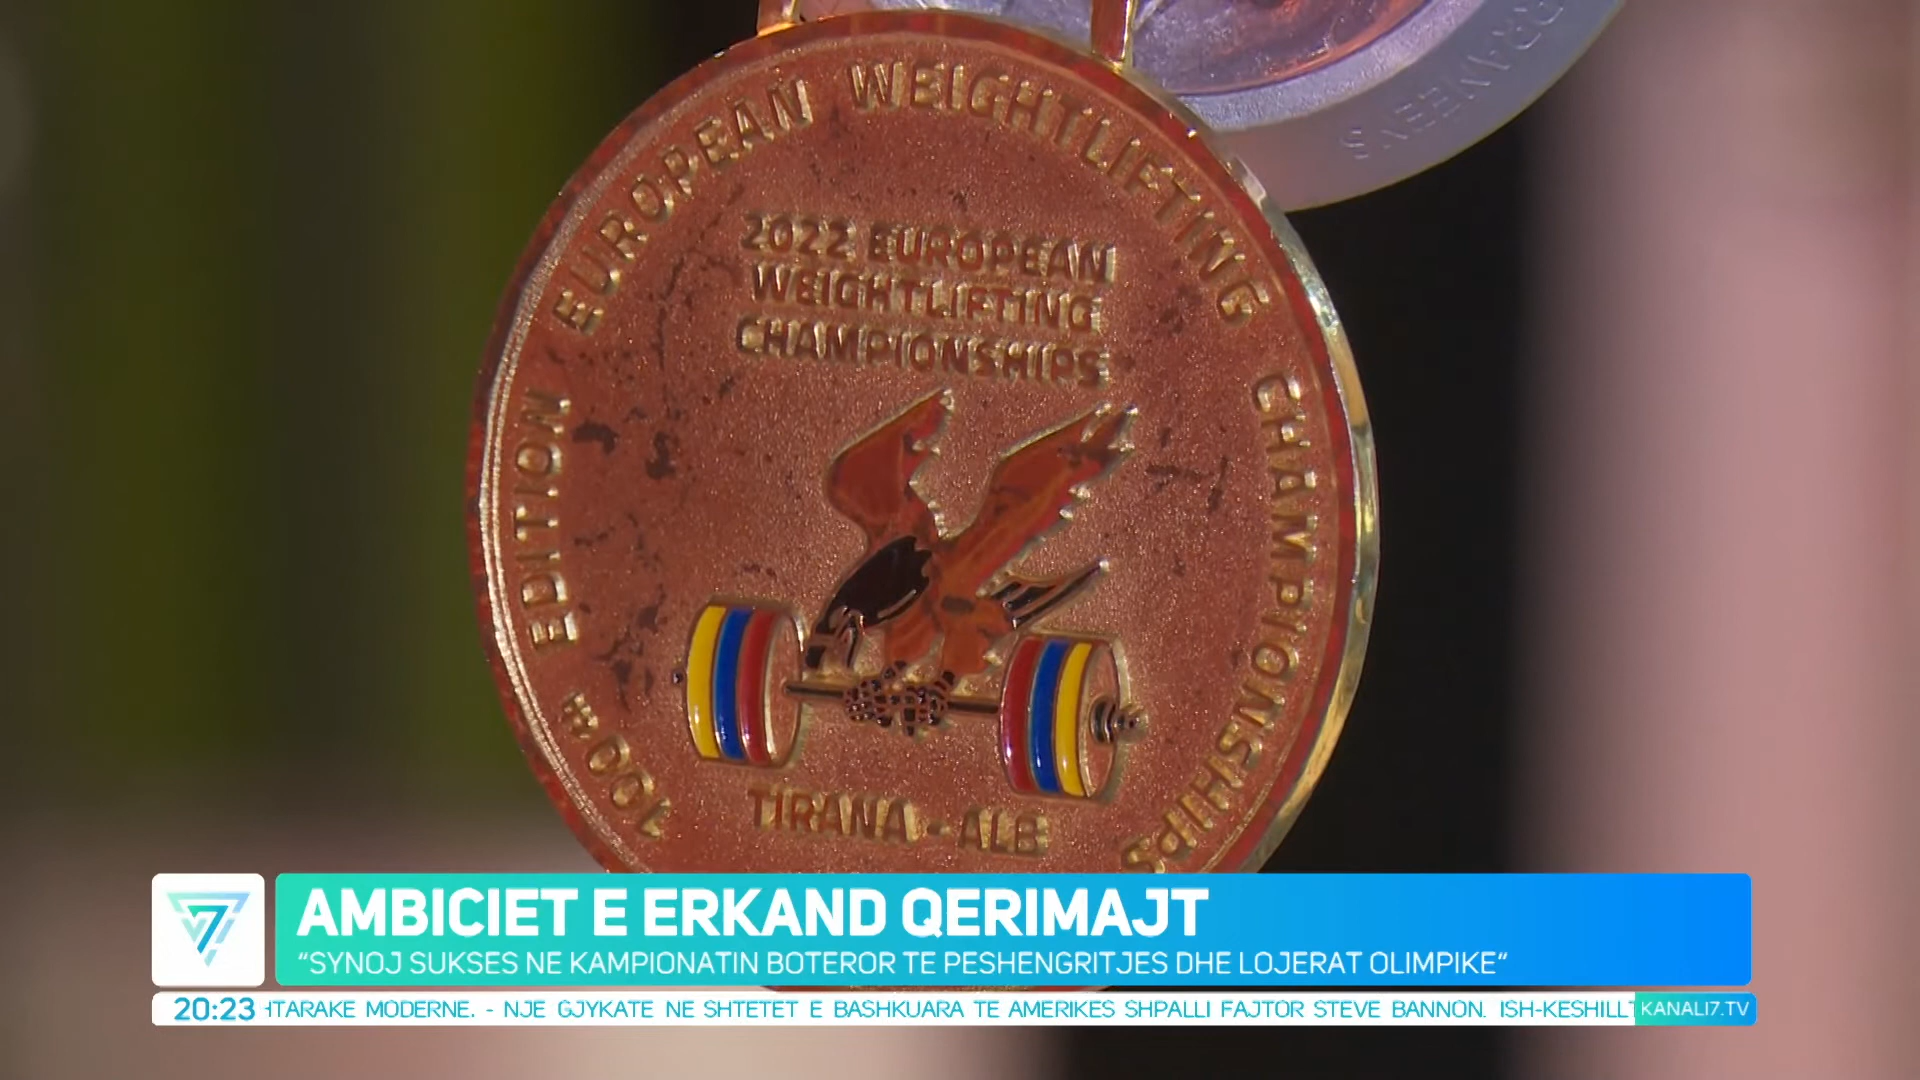 100TH EDITION EUROPEAN WEIGHTLIFTING CHAMPIONSHIPS
2022 EUROPEAN
WEIGHTLIFTING
CHAMPIONSHIPS
TIRANA - ALB
AMBICIET E ERKAND QERIMAJT
“SYNOJ SUKSES NE KAMPIONATIN BOTEROR TE PESHENGRITJES DHE LOJERAT OLIMPIKE“
20:23 HTARAKE MODERNE. - NJE GJYKATE NE SHTETET E BASHKUARA TE AMERIKES SHPALLI FAJTOR STEVE BANNON. ISH-KESHILLT KANALI7.TV